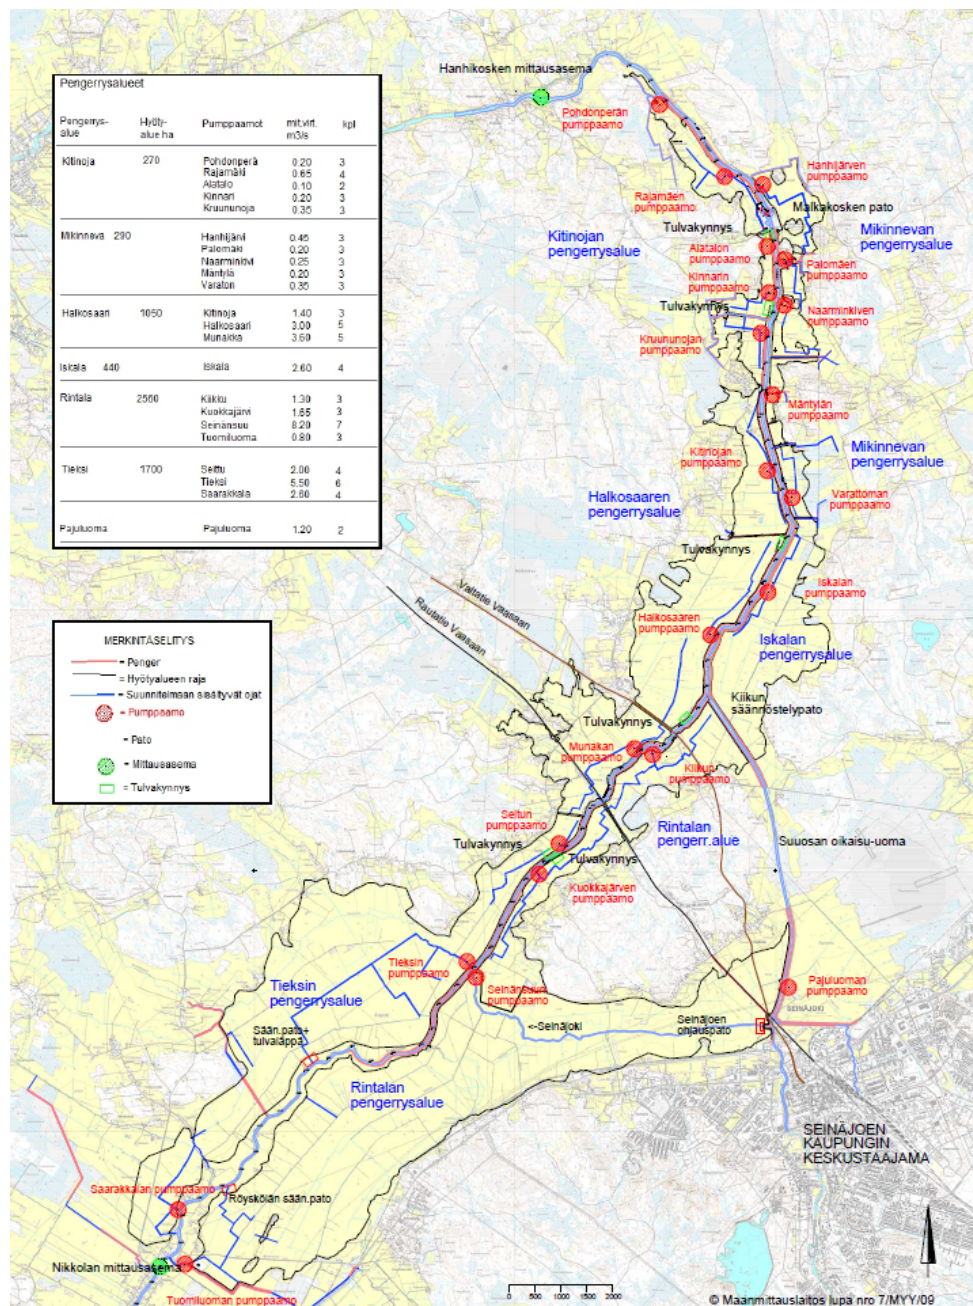 Pengerrysalueet
Pengerrys- Hyöty- Pumppaamot mit.virt. kpl
alue alue ha m3/s
Kitinoja 270 Pohdonperä 0.20 3
Rajamäki 0.65 4
Alatalo 0.10 2
Kinnari 0.20 3
Kruununoja 0.35 3
Mikinneva 290 Hanhijärvi 0.45 3
Palomäki 0.20 3
Naarminkivi 0.25 3
Mäntylä 0.20 3
Varaton 0.35 3
Halkosaari 1050 Kitinoja 1.40 3
Halkosaari 3.00 5
Munakka 3.60 5
Iskala 440 Iskala 2.60 4
Rintala 2560 Kiikku 1.30 3
Kuokkajärvi 1.65 3
Seinänsuu 8.20 7
Tuomiluoma 0.80 3
Tieksi 1700 Seittu 2.00 4
Tieksi 5.50 6
Saarakkala 2.60 4
Pajuluoma Pajuluoma 1.20 2
MERKINTÄSELITYS
= Penger
= Hyötyalueen raja
= Suunnitelmaan sisältyvät ojat
= Pumppaamo
= Pato
= Mittausasema
= Tulvakynnys
Hanhikosken mittausasema
Pohdonperän
pumppaamo
Hanhijärven
pumppaamo
Rajamäen
pumppaamo
Malkakosken pato
Tulvakynnys
Kitinojan
pengerrysalue
Mikinnevan
pengerrysalue
Alatalon
pumppaamo
Palomäen
pumppaamo
Kinnarin
pumppaamo
Tulvakynnys
Naarminkiven
pumppaamo
Kruununojan
pumppaamo
Mäntylän
pumppaamo
Kitinojan
pumppaamo
Mikinnevan
pengerrysalue
Halkosaaren
pengerrysalue
Varattoman
pumppaamo
Tulvakynnys
Valtatie Vaasaan
Rautatie Vaasaan
Iskalan
pumppaamo
Halkosaaren
pumppaamo
Iskalan
pengerrysalue
Kiikun
säännöstelypato
Tulvakynnys
Munakan
pumppaamo
Kiikun
pumppaamo
Seitun
pumppaamo
Rintalan
pengerr.alue
Suuosan oikaisu-uoma
Tulvakynnys
Tulvakynnys
Kuokkajärven
pumppaamo
Tieksin
pumppaamo
Seinänsuun
pumppaamo
Tieksin
pengerrysalue
Pajuluoman
pumppaamo
SEINÄJOKI
Sään.pato+
tulvaläppä
<-Seinäjoki
Seinäjoen
ohjauspato
Rintalan
pengerrysalue
SEINÄJOEN
KAUPUNGIN
KESKUSTAAJAMA
Saarakkalan pumppaamo
Röyskölän sään.pato
Nikkolan mittausasema
Tuomiluoman pumppaamo
0 500 1000 2000
© Maanmittauslaitos lupa nro 7/MYY/09